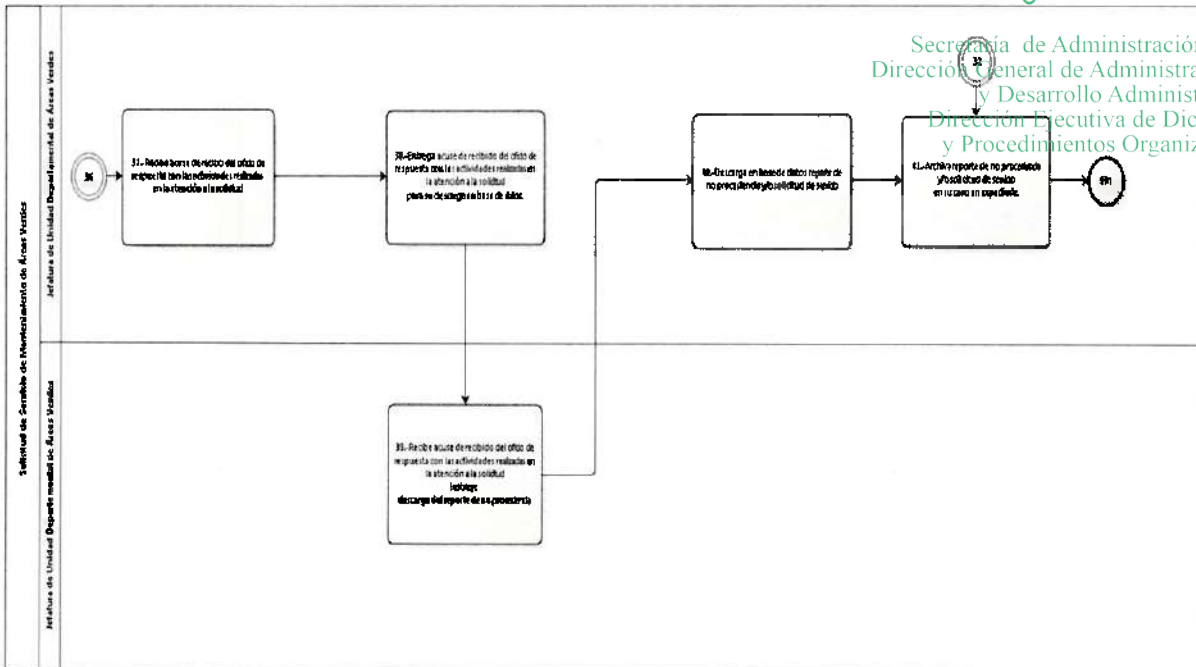 Secretaría de Administración
Dirección General de Administra
y Desarrollo Administ
Dirección Ejecutiva de Dic
y Procedimientos Organiz
32
Solicitud de Servicio de Mantenimiento de Áreas Verdes
Jefatura de Unidad Departamental de Áreas Verdes
36
37.-Recibe acuse de recibido del oficio de
respuesta con las actividades realizadas
en la atención a la solicitud
38.-Entrega acuse de recibido del oficio de
respuesta con las actividades realizadas en
la atención a la solicitud
para su descarga en base de datos
40.-Descarga en base de datos reporte de
no procedencia y/o solicitud de servicio
41.-Archiva reporte de no procedencia
y/o solicitud de servicio
en su caso en expediente.
Fin
Jefatura de Unidad Departamental de Áreas Verdes
39.-Recibe acuse de recibido del oficio de
respuesta con las actividades realizadas en
la atención a la solicitud
descarga del reporte de no procedencia